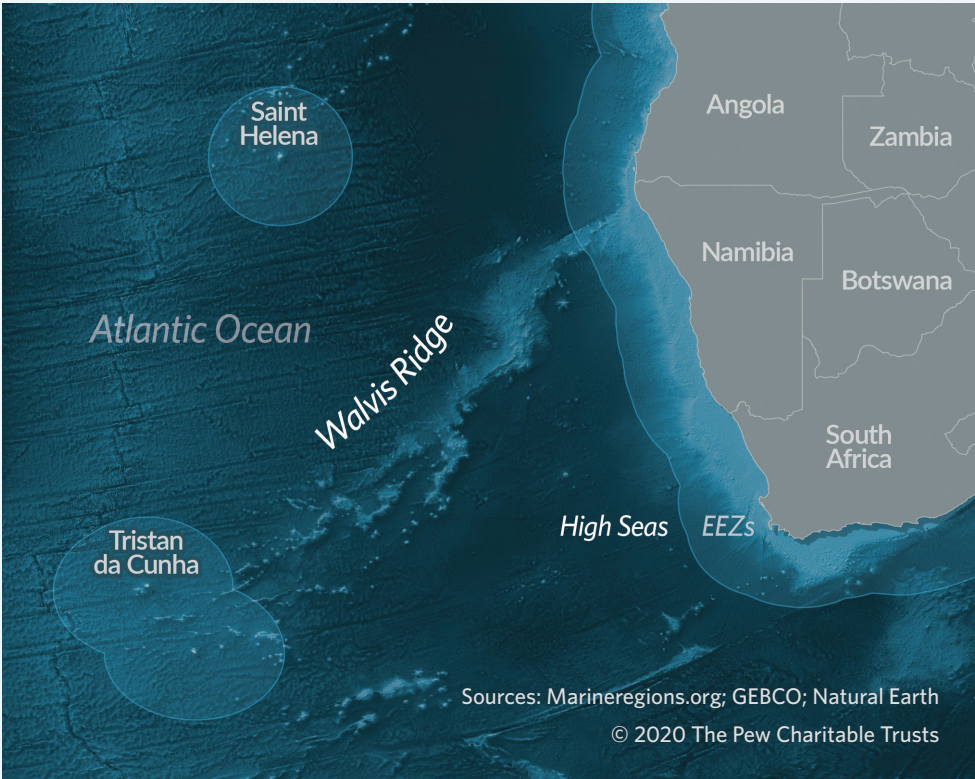 Saint
Helena
Angola
Zambia
Namibia
Botswana
Atlantic Ocean
Walvis Ridge
South
Africa
High Seas
EEZs
Tristan
da Cunha
Sources: Marineregions.org; GEBCO; Natural Earth
© 2020 The Pew Charitable Trusts